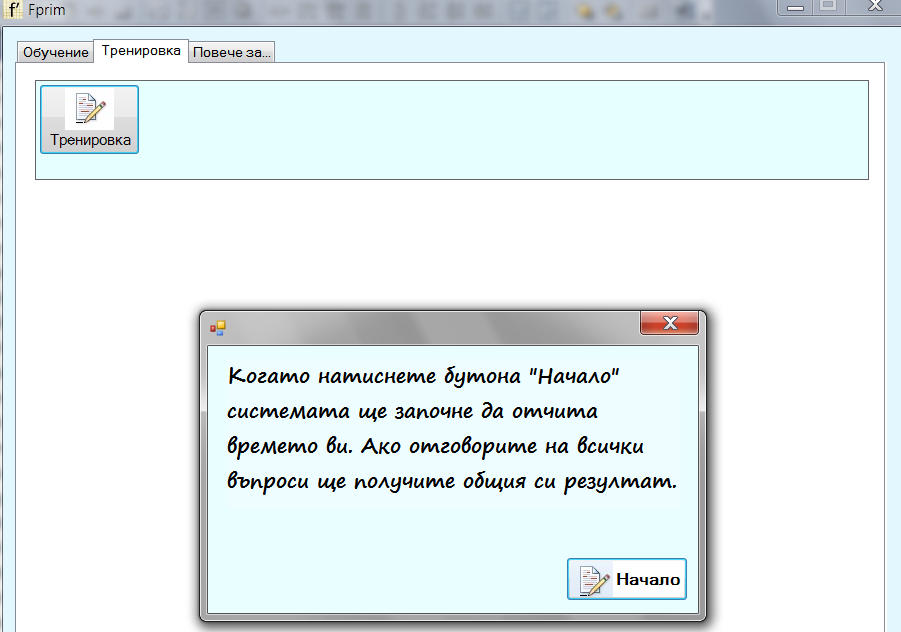 f' Fprim
Обучение Тренировка Повече за...
Тренировка
Когато натиснете бутона "Начало"
системата ще започне да отчита
времето ви. Ако отговорите на всички
въпроси ще получите общия си резултат.
Начало